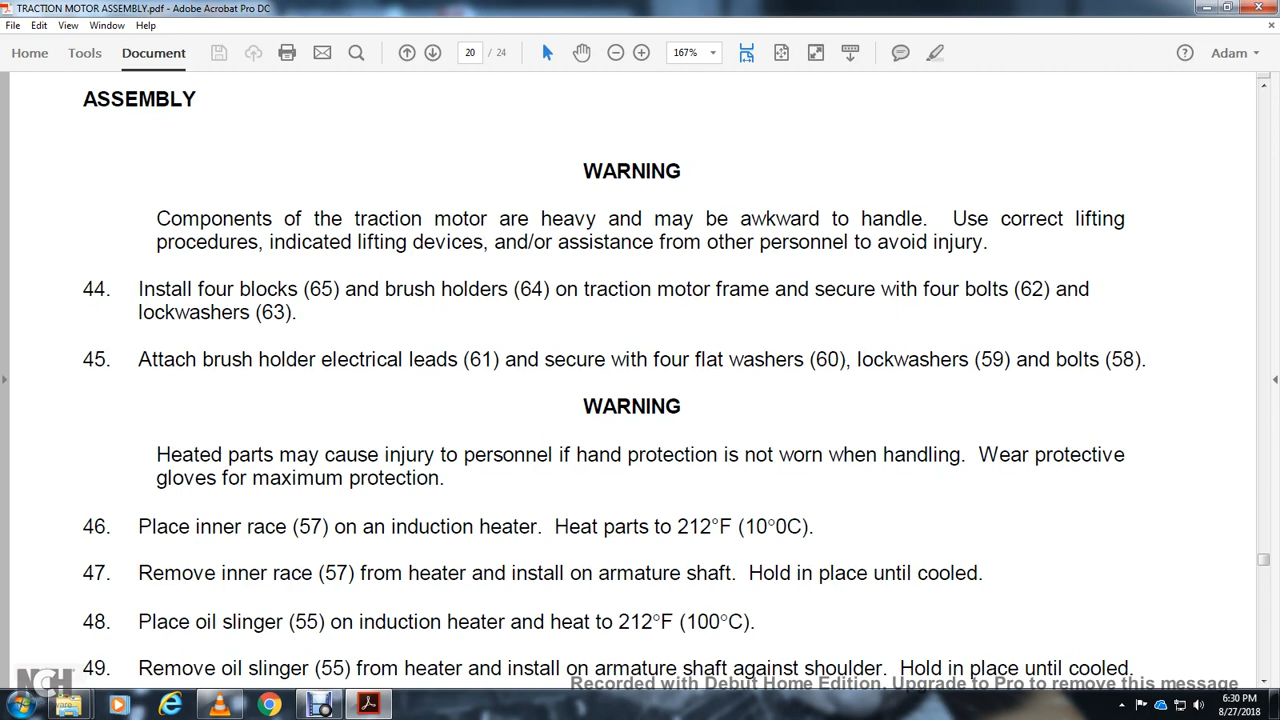 TRACTION MOTOR ASSEMBLY.pdf - Adobe Acrobat Pro DC
File Edit View Window Help
Home Tools Document 20 / 24 167% Adam
ASSEMBLY
WARNING
Components of the traction motor are heavy and may be awkward to handle. Use correct lifting
procedures, indicated lifting devices, and/or assistance from other personnel to avoid injury.
44. Install four blocks (65) and brush holders (64) on traction motor frame and secure with four bolts (62) and
lockwashers (63).
45. Attach brush holder electrical leads (61) and secure with four flat washers (60), lockwashers (59) and bolts (58).
WARNING
Heated parts may cause injury to personnel if hand protection is not worn when handling. Wear protective
gloves for maximum protection.
46. Place inner race (57) on an induction heater. Heat parts to 212°F (10°0C).
47. Remove inner race (57) from heater and install on armature shaft. Hold in place until cooled.
48. Place oil slinger (55) on induction heater and heat to 212°F (100°C).
49. Remove oil slinger (55) from heater and install on armature shaft against shoulder. Hold in place until cooled.
NCH
Recorded with Debut Home Edition. Upgrade to Pro to remove this message
6:30 PM
8/27/2018